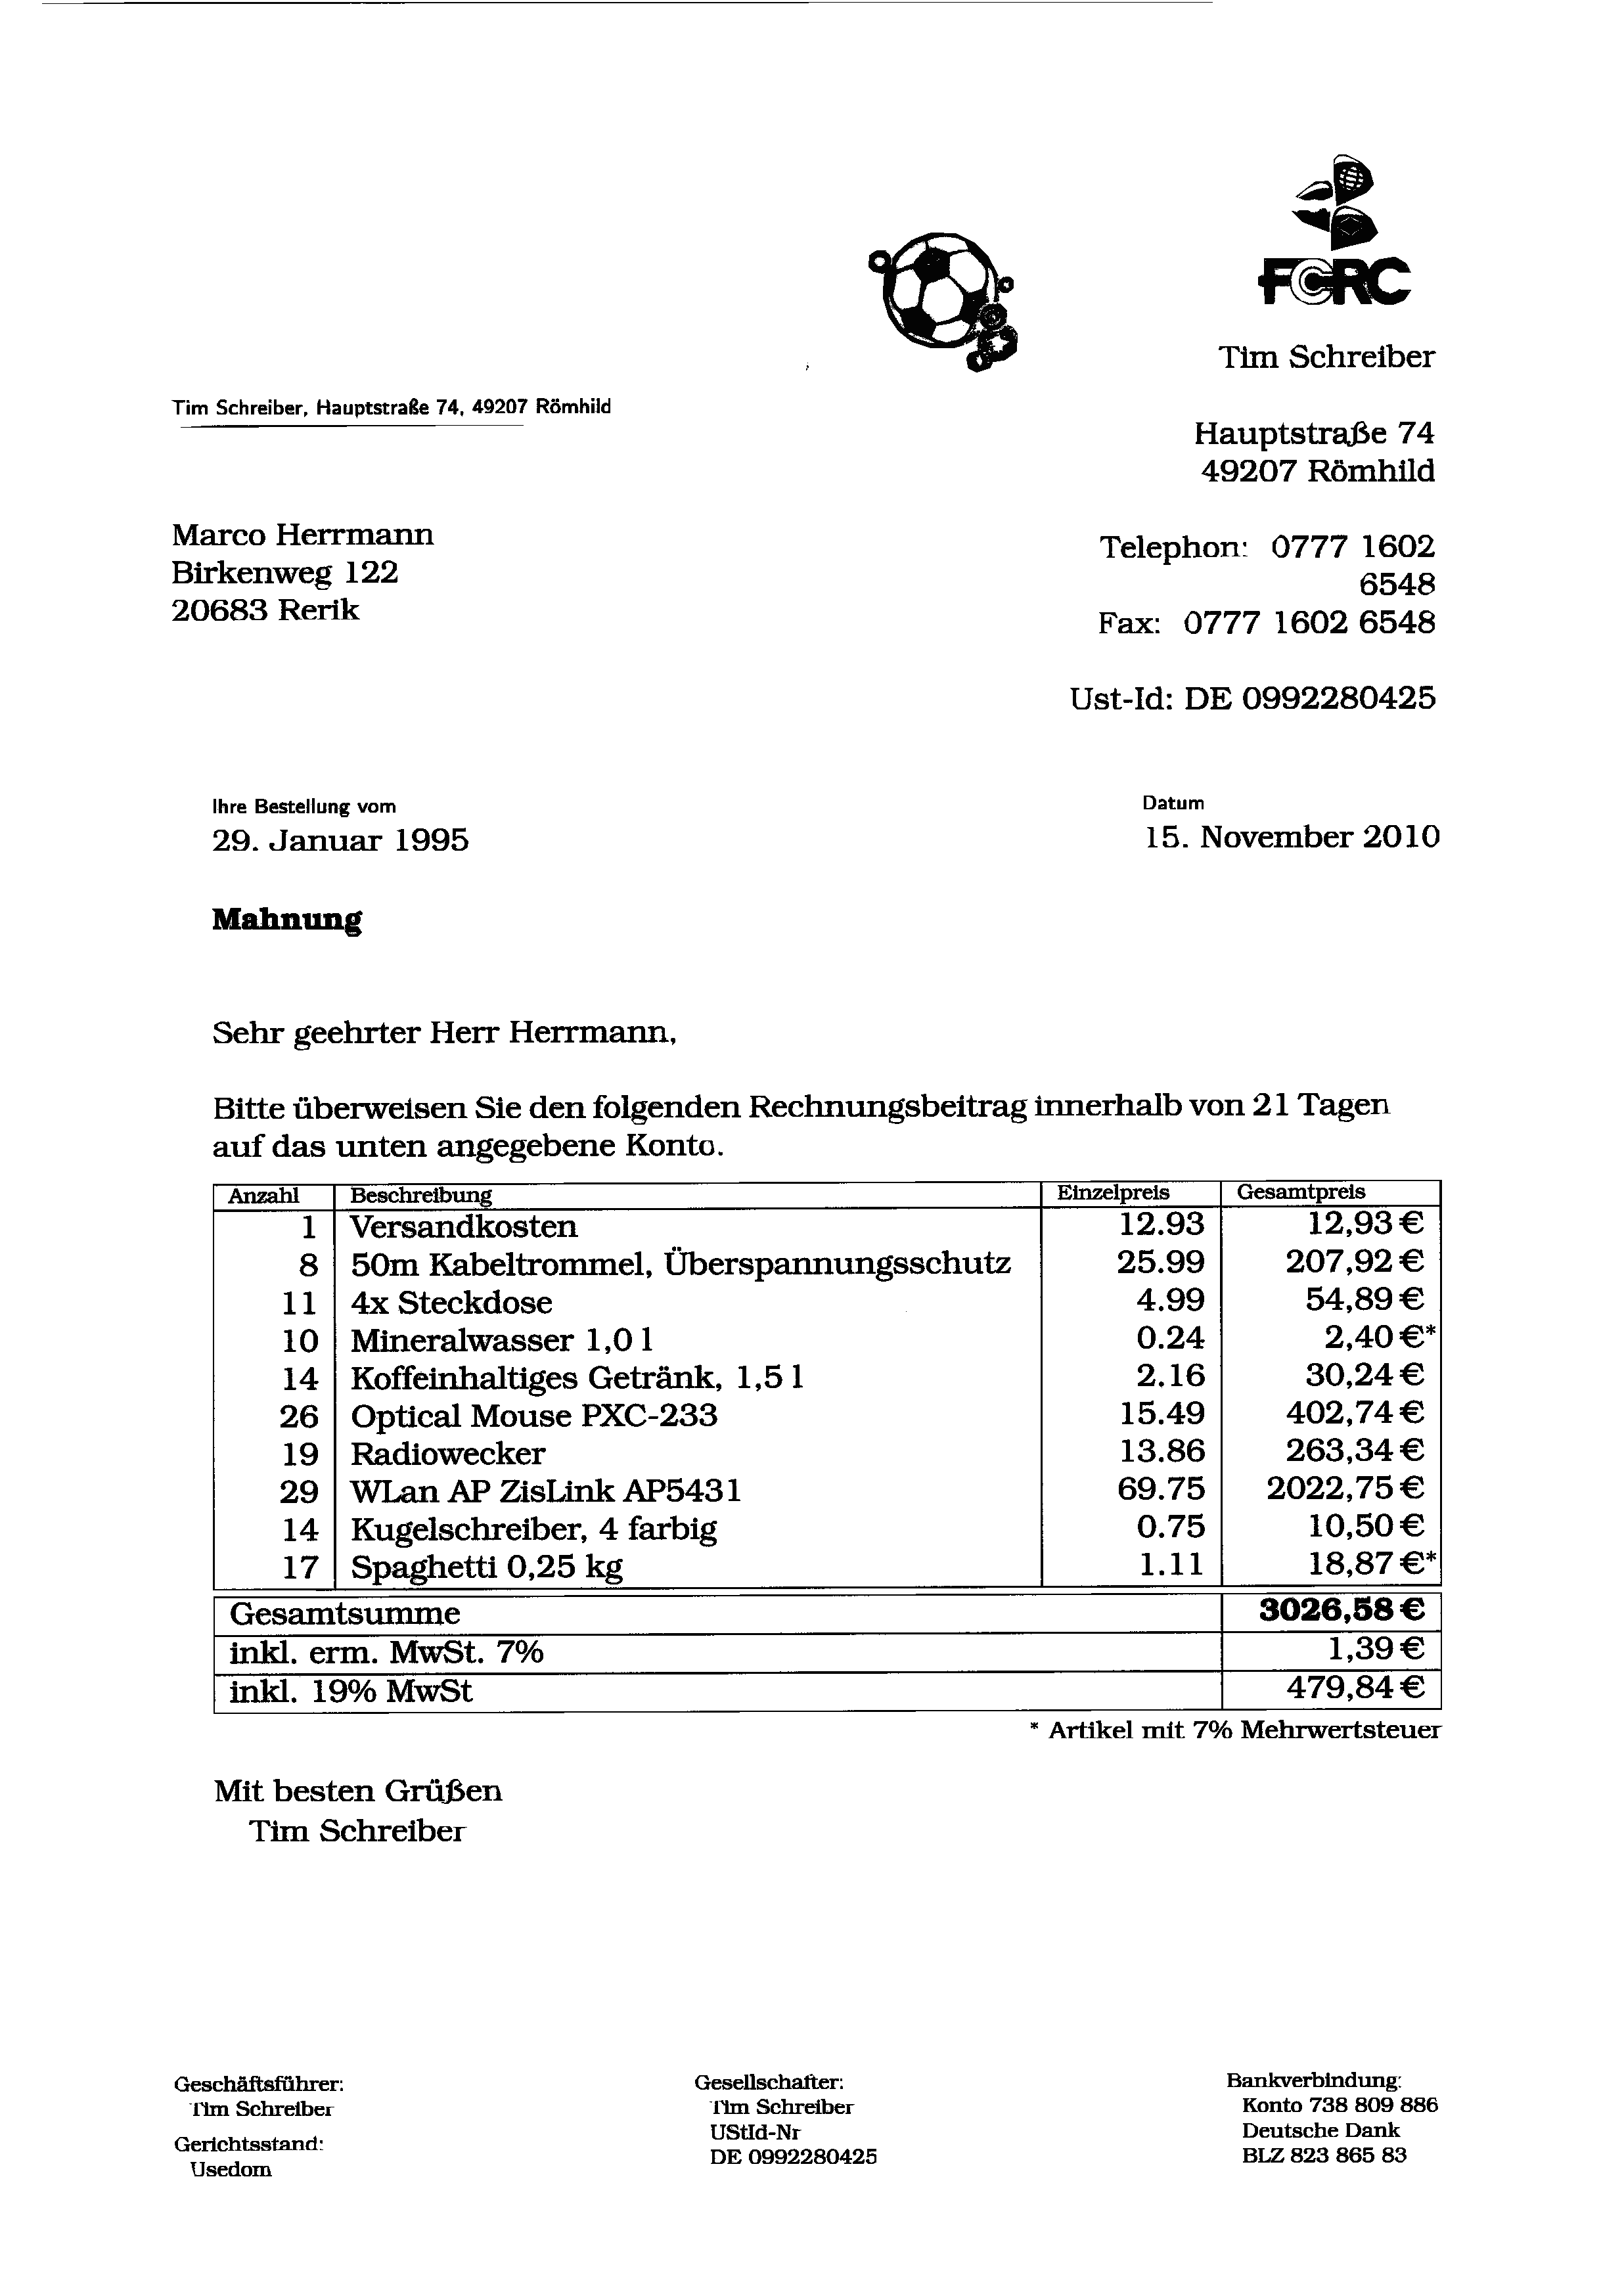 FCRC
Tim Schreiber
Tim Schreiber, Hauptstraße 74, 49207 Römhild
Hauptstraße 74
49207 Römhild
Marco Herrmann
Birkenweg 122
20683 Rerik
Telephon: 0777 1602
6548
Fax: 0777 1602 6548
Ust-Id: DE 0992280425
Ihre Bestellung vom
29. Januar 1995
Datum
15. November 2010
Mahnung
Sehr geehrter Herr Herrmann,
Bitte überweisen Sie den folgenden Rechnungsbeitrag innerhalb von 21 Tagen
auf das unten angegebene Konto.
Anzahl Beschreibung Einzelpreis Gesamtpreis
1 Versandkosten 12.93 12,93 €
8 50m Kabeltrommel, Überspannungsschutz 25.99 207,92 €
11 4x Steckdose 4.99 54,89 €
10 Mineralwasser 1,0 l 0.24 2,40 €*
14 Koffeinhaltiges Getränk, 1,5 l 2.16 30,24 €
26 Optical Mouse PXC-233 15.49 402,74 €
19 Radiowecker 13.86 263,34 €
29 WLan AP ZisLink AP5431 69.75 2022,75 €
14 Kugelschreiber, 4 farbig 0.75 10,50 €
17 Spaghetti 0,25 kg 1.11 18,87 €*
Gesamtsumme 3026,58 €
inkl. erm. MwSt. 7% 1,39 €
inkl. 19% MwSt 479,84 €
* Artikel mit 7% Mehrwertsteuer
Mit besten Grüßen
Tim Schreiber
Geschäftsführer:
Tim Schreiber
Gerichtsstand:
Usedom
Gesellschafter:
Tim Schreiber
UStId-Nr
DE 0992280425
Bankverbindung:
Konto 738 809 886
Deutsche Dank
BLZ 823 865 83